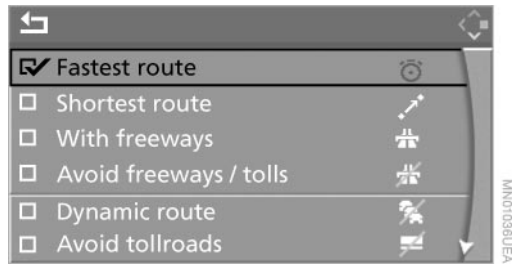 Fastest route
Shortest route
With freeways
Avoid freeways / tolls
Dynamic route
Avoid tollroads
MN01036UEA